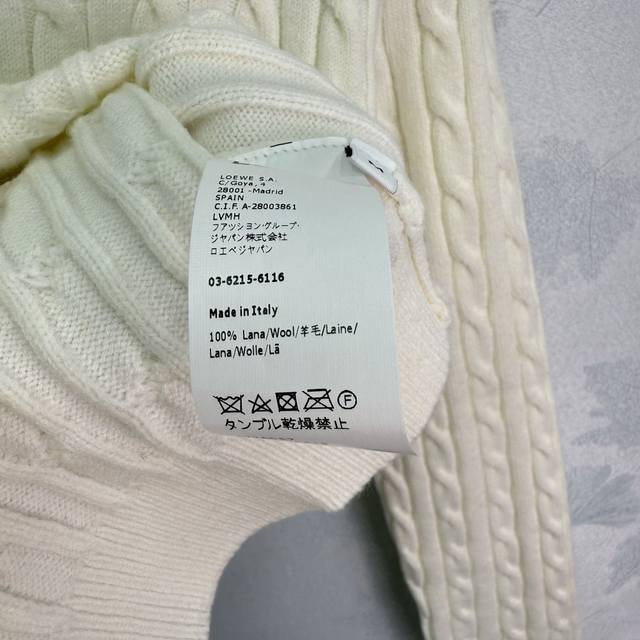 LOEWE S.A.
C/Goya, 4
28001 - Madrid
SPAIN
C.I.F. A-28003861
LVMH
ファッション・グループ・
ジャパン株式会社
ロエベジャパン
03-6215-6116
Made in Italy
100% Lana/Wool/羊毛/Laine/
Lana/Wolle/Lã
F
タンブル乾燥禁止